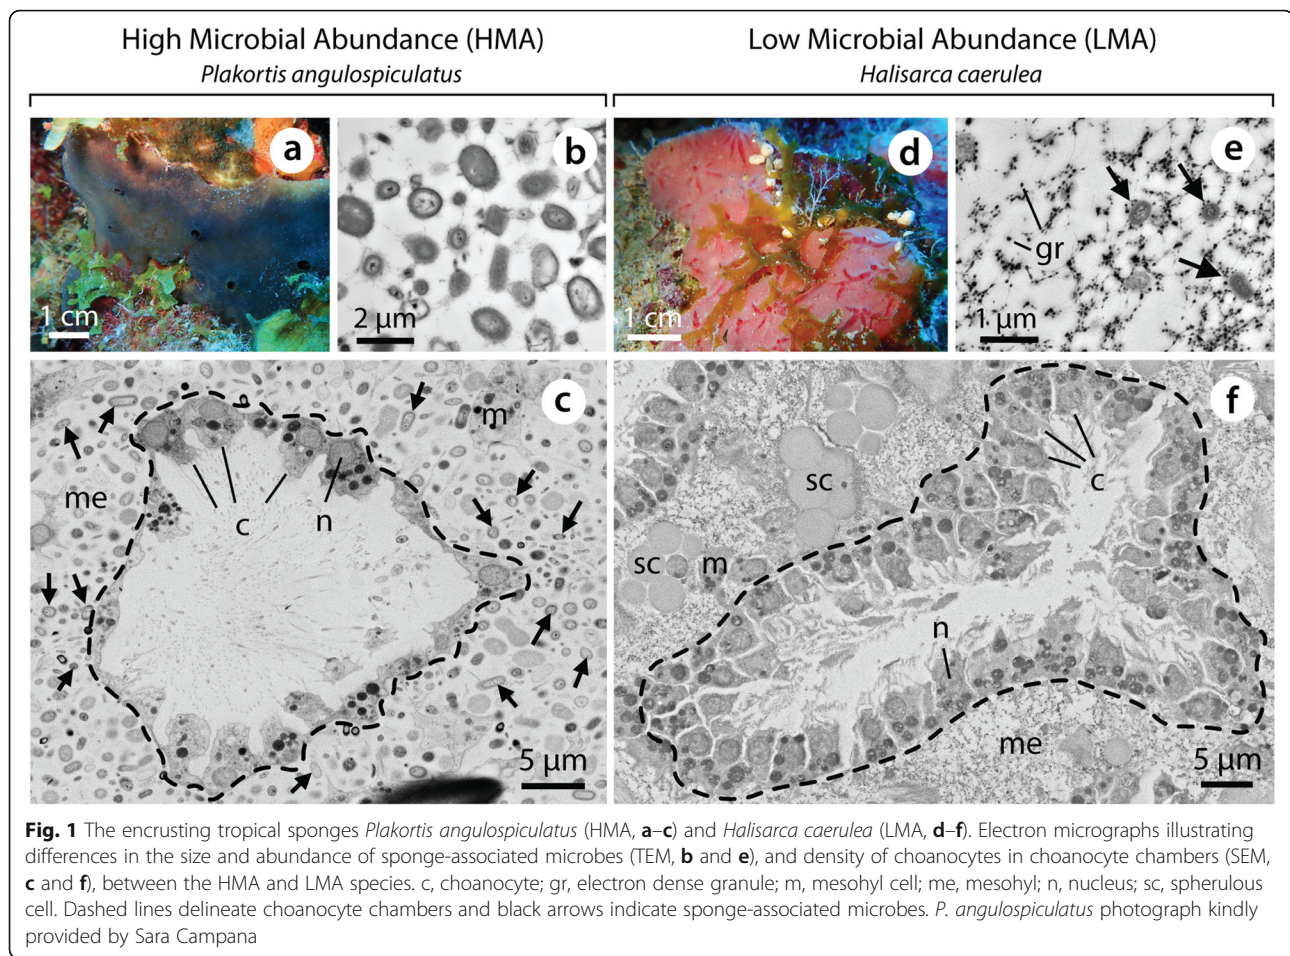 High Microbial Abundance (HMA)
Plakortis angulospiculatus
Low Microbial Abundance (LMA)
Halisarca caerulea
a
1 cm
b
2 μm
d
1 cm
e
gr
1 μm
c
m
me
c
n
5 μm
f
c
sc
sc
m
n
me
5 μm
Fig. 1 The encrusting tropical sponges Plakortis angulospiculatus (HMA, a–c) and Halisarca caerulea (LMA, d–f). Electron micrographs illustrating
differences in the size and abundance of sponge-associated microbes (TEM, b and e), and density of choanocytes in choanocyte chambers (SEM,
c and f), between the HMA and LMA species. c, choanocyte; gr, electron dense granule; m, mesohyl cell; me, mesohyl; n, nucleus; sc, spherulous
cell. Dashed lines delineate choanocyte chambers and black arrows indicate sponge-associated microbes. P. angulospiculatus photograph kindly
provided by Sara Campana